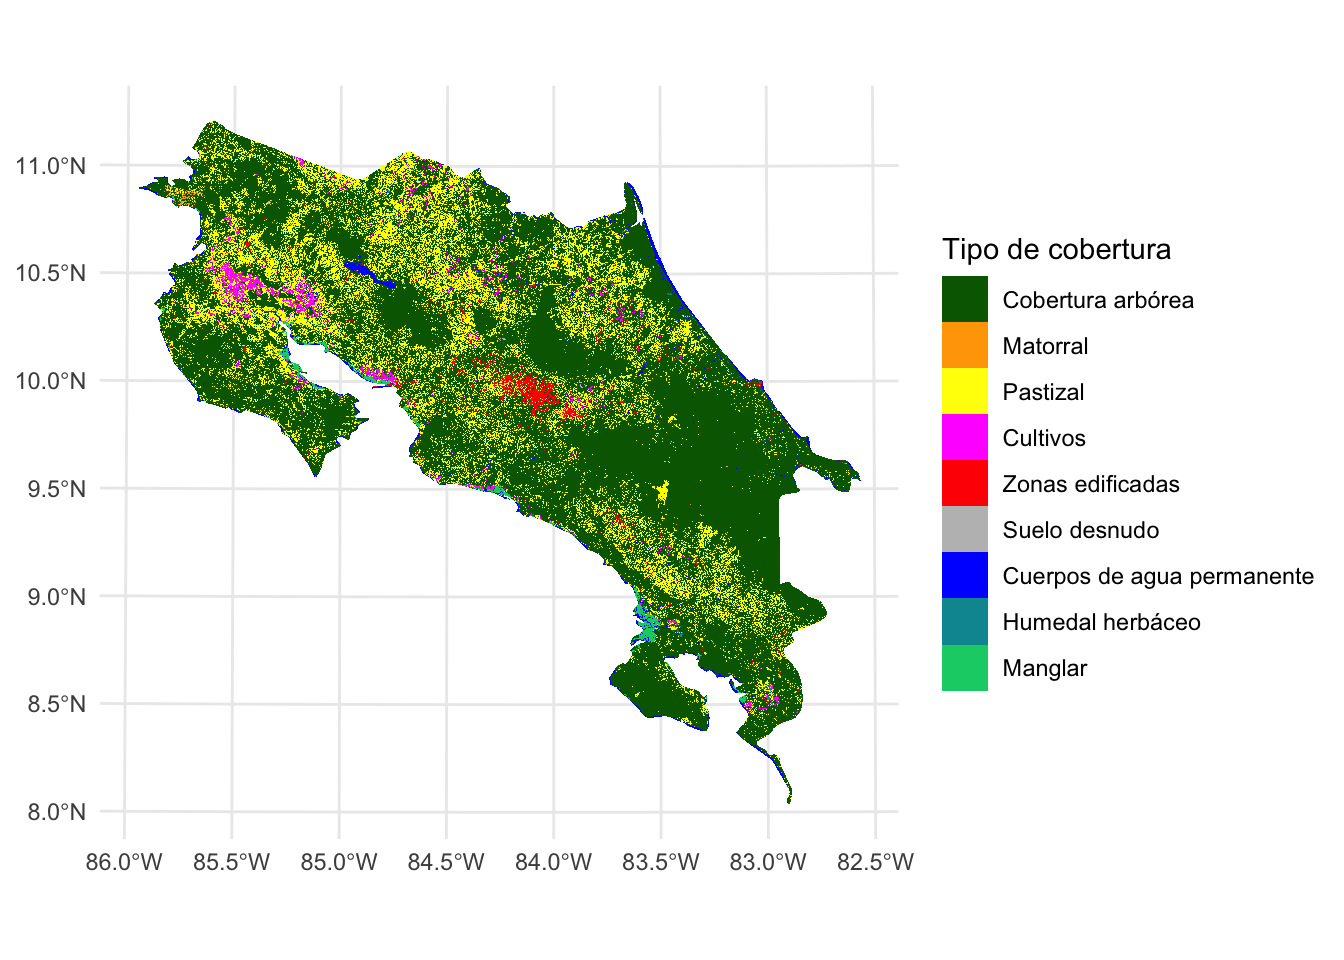 11.0°N
10.5°N
10.0°N
9.5°N
9.0°N
8.5°N
8.0°N
86.0°W 85.5°W 85.0°W 84.5°W 84.0°W 83.5°W 83.0°W 82.5°W
Tipo de cobertura
Cobertura arbórea
Matorral
Pastizal
Cultivos
Zonas edificadas
Suelo desnudo
Cuerpos de agua permanente
Humedal herbáceo
Manglar